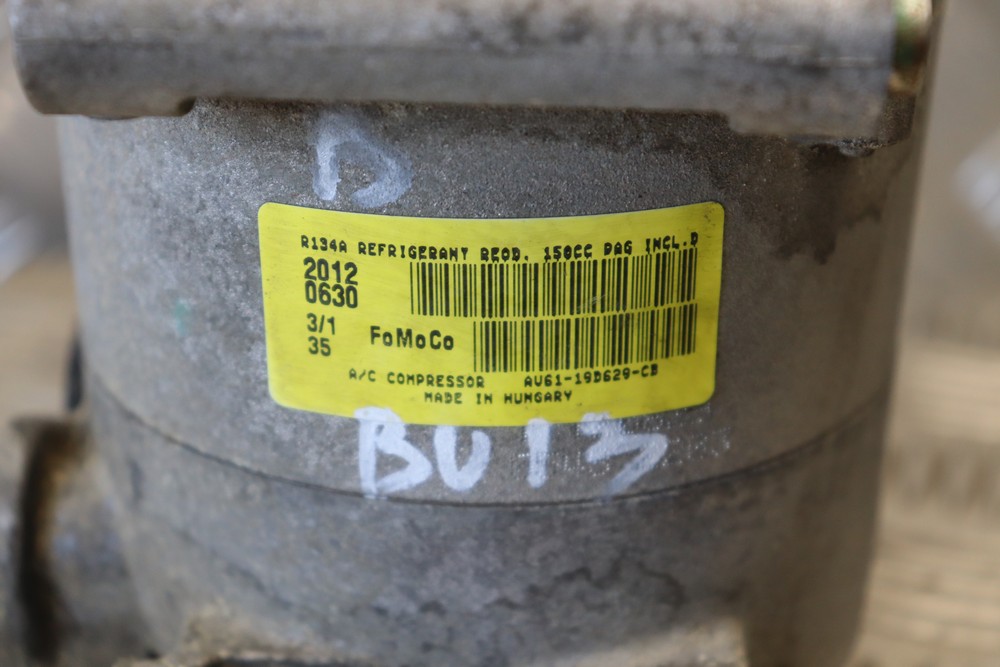 D
R134A REFRIGERANT REQD. 150CC PAG INCL.D
2012
0630
3/1
35
FoMoCo
A/C COMPRESSOR AV61-19D629-CB
MADE IN HUNGARY
BU13